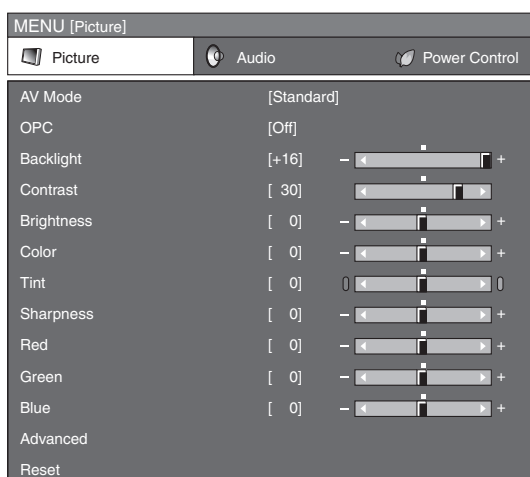 MENU [Picture]
Picture Audio Power Control
AV Mode [Standard]
OPC [Off]
Backlight [+16] – +
Contrast [ 30]
Brightness [ 0] – +
Color [ 0] – +
Tint [ 0]
Sharpness [ 0] – +
Red [ 0] – +
Green [ 0] – +
Blue [ 0] – +
Advanced
Reset